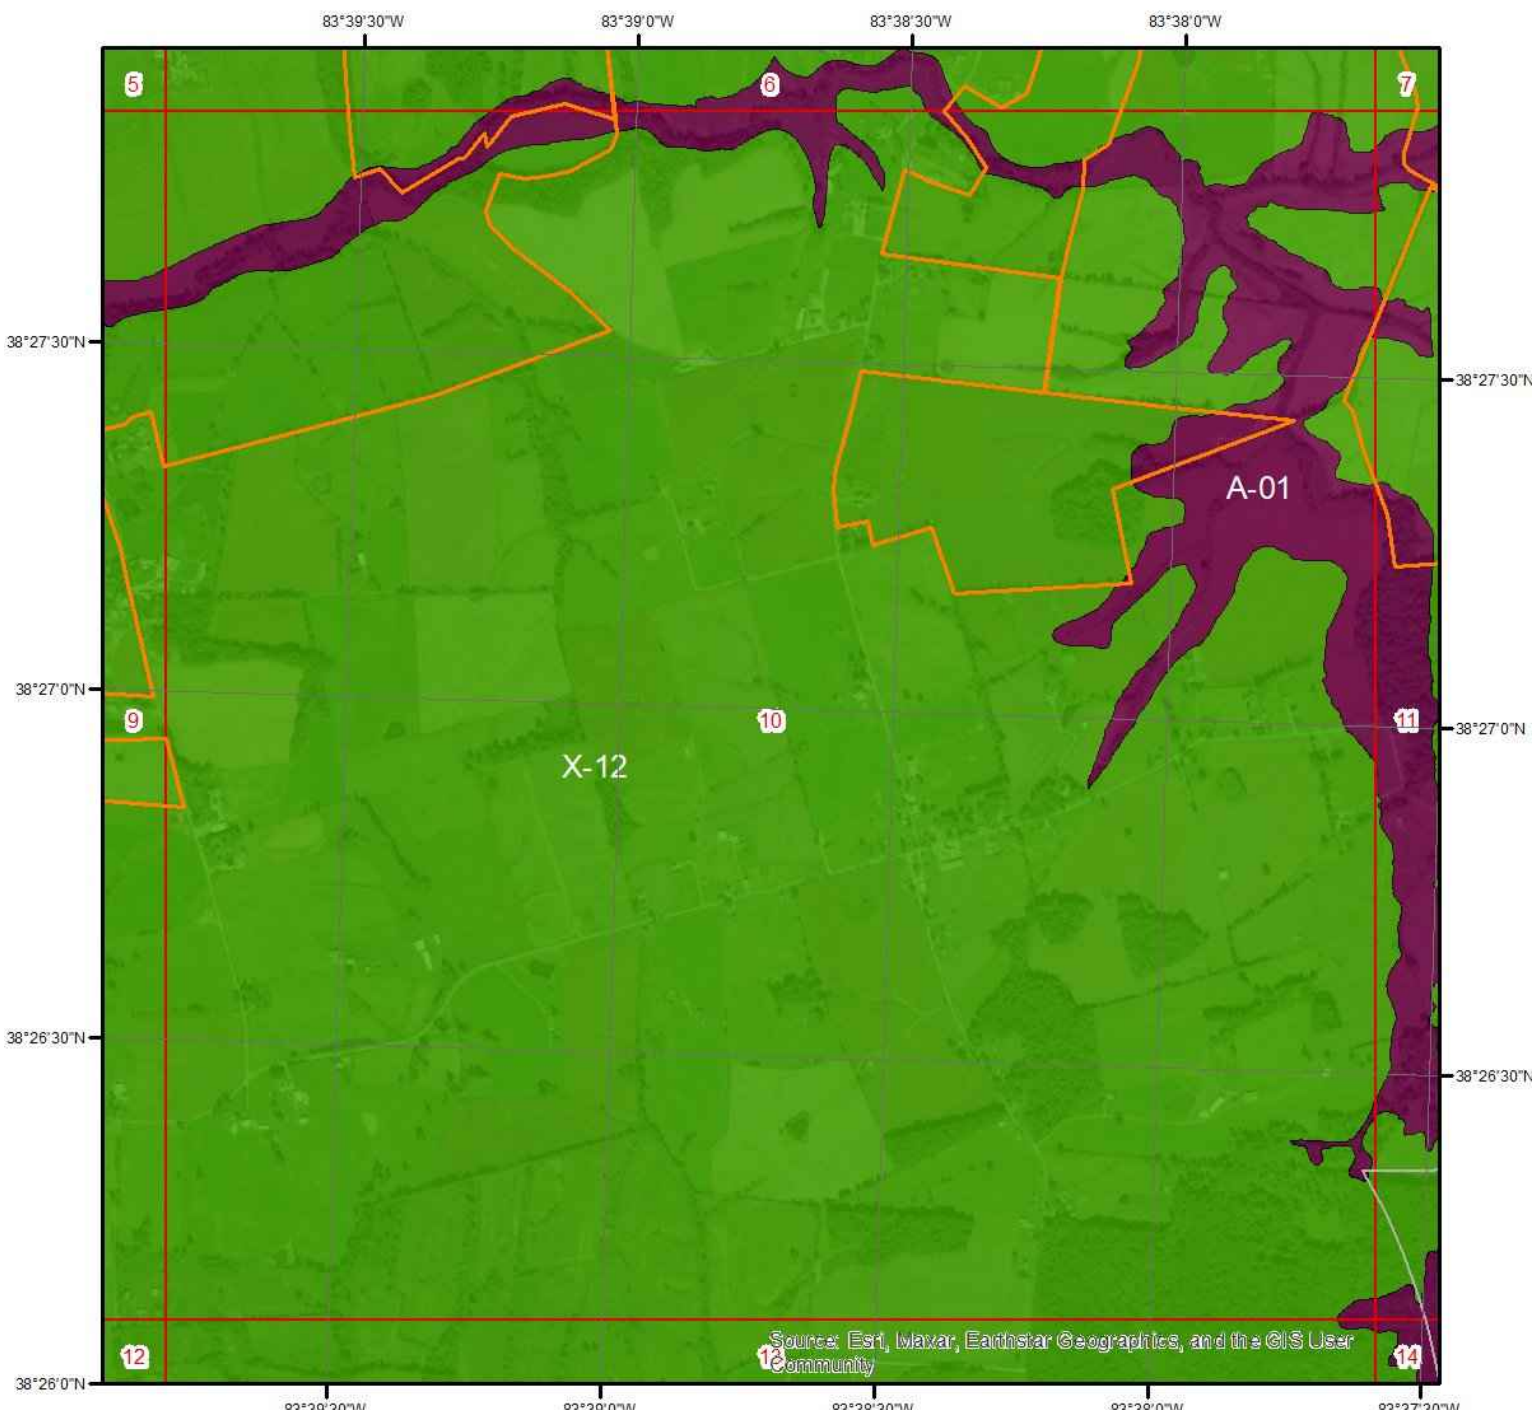 83°39'30"W 83°39'0"W 83°38'30"W 83°38'0"W
5 6 7
38°27'30"N
38°27'30"N
A-01
38°27'0"N
9 10 11
38°27'0"N
X-12
38°26'30"N
38°26'30"N
Source: Esri, Maxar, Earthstar Geographics, and the GIS User
12 13 Community 14
38°26'0"N
83°39'30"W 83°39'0"W 83°38'30"W 83°38'0"W 83°37'30"W